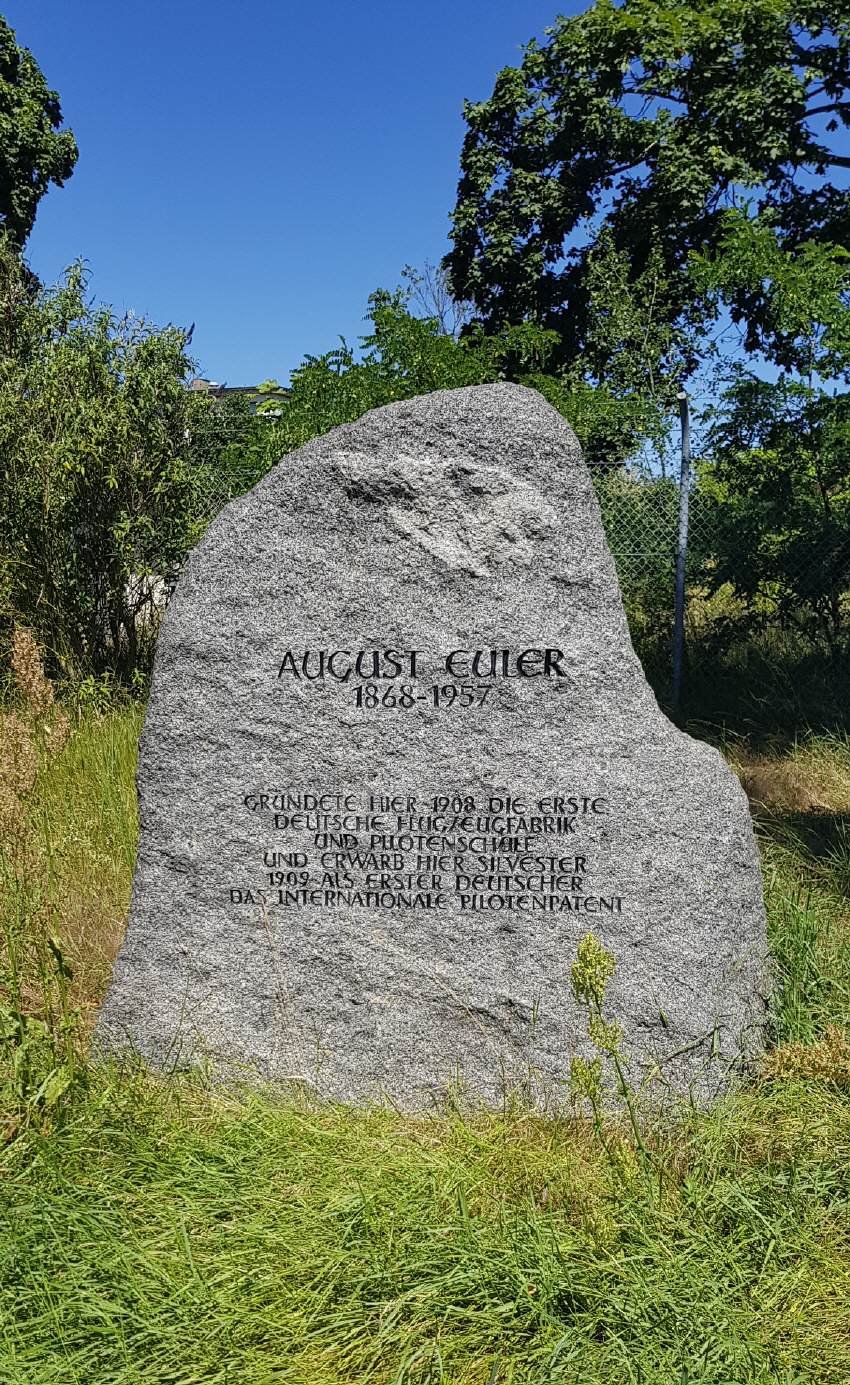 AUGUST EULER
1868-1957
GRÜNDETE HIER 1908 DIE ERSTE
DEUTSCHE FLUGZEUGFABRIK
UND PILOTENSCHULE
UND ERWARB HIER SILVESTER
1909 ALS ERSTER DEUTSCHER
DAS INTERNATIONALE PILOTENPATENT